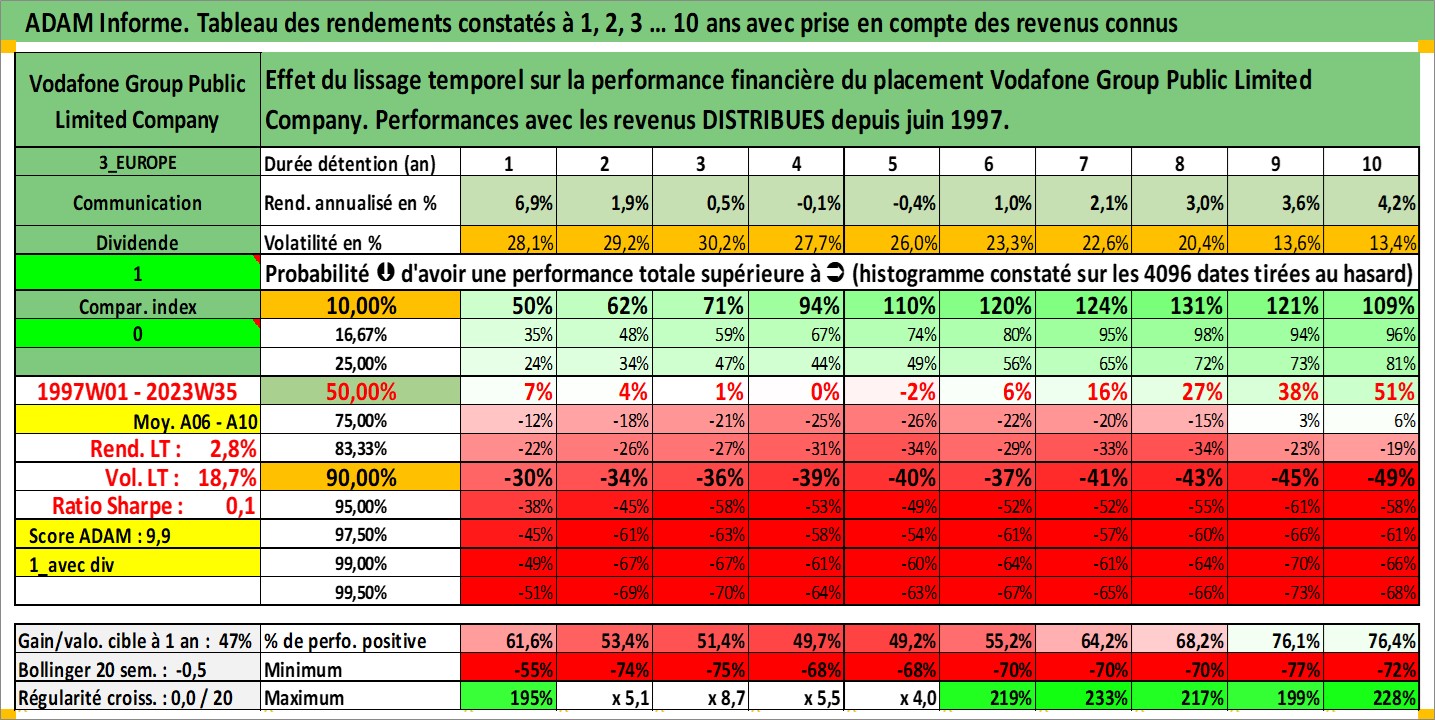 ADAM Informe. Tableau des rendements constatés à 1, 2, 3 ... 10 ans avec prise en compte des revenus connus
Vodafone Group Public Limited Company
Effet du lissage temporel sur la performance financière du placement Vodafone Group Public Limited
Company. Performances avec les revenus DISTRIBUES depuis juin 1997.
3_EUROPE Durée détention (an) 1 2 3 4 5 6 7 8 9 10
Communication Rend. annualisé en % 6,9% 1,9% 0,5% -0,1% -0,4% 1,0% 2,1% 3,0% 3,6% 4,2%
Dividende Volatilité en % 28,1% 29,2% 30,2% 27,7% 26,0% 23,3% 22,6% 20,4% 13,6% 13,4%
1 Probabilité ⬇ d'avoir une performance totale supérieure à ➲ (histogramme constaté sur les 4096 dates tirées au hasard)
Compar. index 10,00% 50% 62% 71% 94% 110% 120% 124% 131% 121% 109%
0 16,67% 35% 48% 59% 67% 74% 80% 95% 98% 94% 96%
25,00% 24% 34% 47% 44% 49% 56% 65% 72% 73% 81%
1997W01 - 2023W35 50,00% 7% 4% 1% 0% -2% 6% 16% 27% 38% 51%
Moy. A06 - A10 75,00% -12% -18% -21% -25% -26% -22% -20% -15% 3% 6%
Rend. LT : 2,8% 83,33% -22% -26% -27% -31% -34% -29% -33% -34% -23% -19%
Vol. LT : 18,7% 90,00% -30% -34% -36% -39% -40% -37% -41% -43% -45% -49%
Ratio Sharpe : 0,1 95,00% -38% -45% -58% -53% -49% -52% -52% -55% -61% -58%
Score ADAM : 9,9 97,50% -45% -61% -63% -58% -54% -61% -57% -60% -66% -61%
1_avec div 99,00% -49% -67% -67% -61% -60% -64% -61% -64% -70% -66%
99,50% -51% -69% -70% -64% -63% -67% -65% -66% -73% -68%
Gain/valo. cible à 1 an : 47% % de perfo. positive 61,6% 53,4% 51,4% 49,7% 49,2% 55,2% 64,2% 68,2% 76,1% 76,4%
Bollinger 20 sem. : -0,5 Minimum -55% -74% -75% -68% -68% -70% -70% -70% -77% -72%
Régularité croiss. : 0,0 / 20 Maximum 195% x 5,1 x 8,7 x 5,5 x 4,0 219% 233% 217% 199% 228%